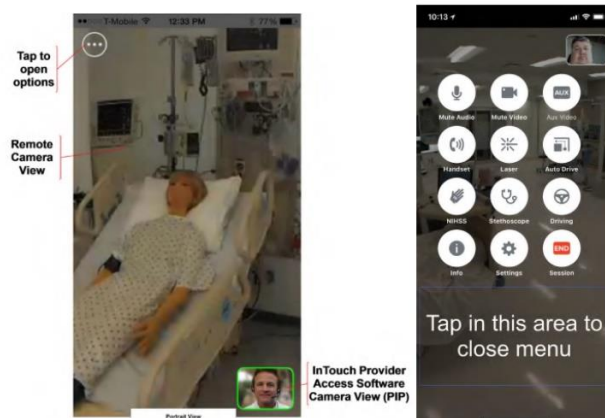 T-Mobile 12:33 PM 77%
Tap to
open
options
Remote
Camera
View
InTouch Provider
Access Software
Camera View (PIP)
Portrait View
10:13
Mute Audio Mute Video Aux Video
AUX
Handset Laser Auto Drive
NIHSS Stethoscope Driving
END
Info Settings Session
Tap in this area to
close menu